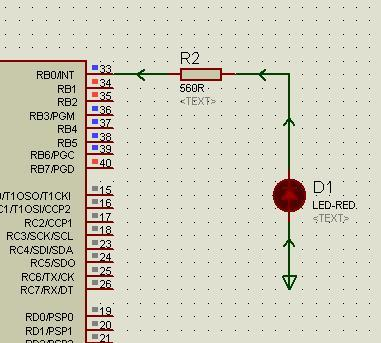 R2
560R
<TEXT>
D1
LED-RED
<TEXT>
RB0/INT 33
RB1 34
RB2 35
RB3/PGM 36
RB4 37
RB5 38
RB6/PGC 39
RB7/PGD 40
0/T1OSO/T1CKI 15
C1/T1OSI/CCP2 16
RC2/CCP1 17
RC3/SCK/SCL 18
RC4/SDI/SDA 23
RC5/SDO 24
RC6/TX/CK 25
RC7/RX/DT 26
RD0/PSP0 19
RD1/PSP1 20
21